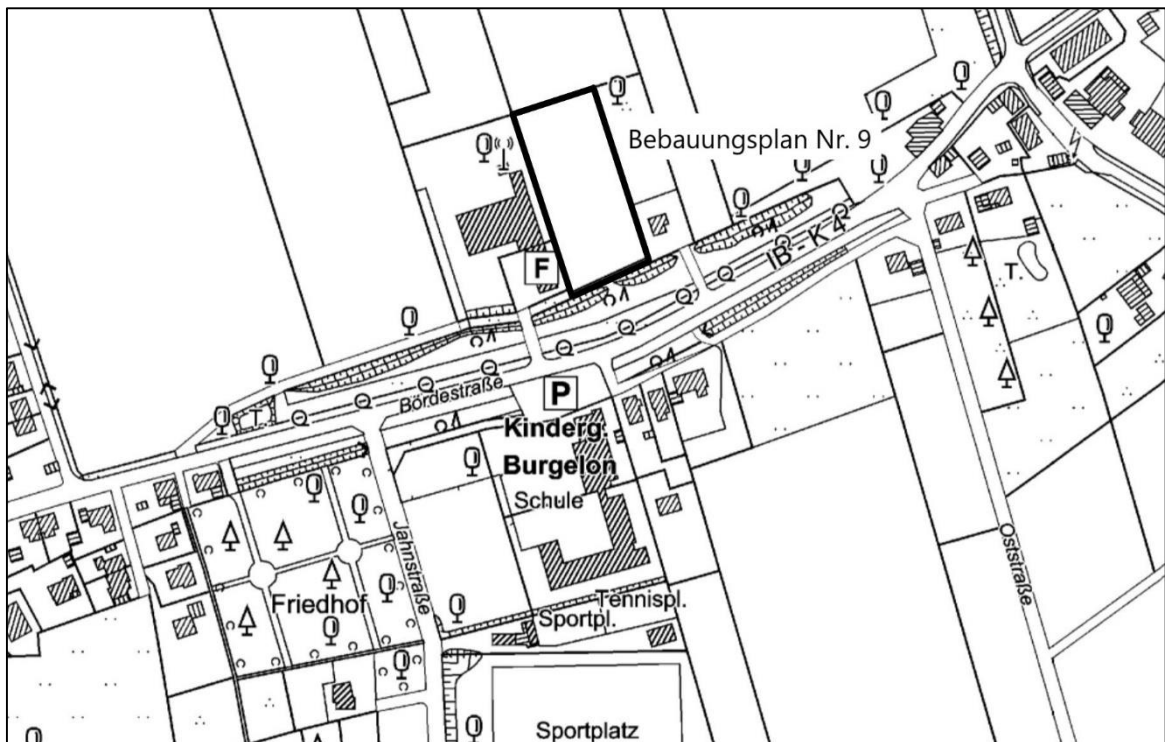 Bebauungsplan Nr. 9
F
IB - K 4
T.
Bördestraße
P
T
Kinderg.
Burgelon
Schule
Jahnstraße
Oststraße
Friedhof
Tennispl.
Sportpl.
Sportplatz